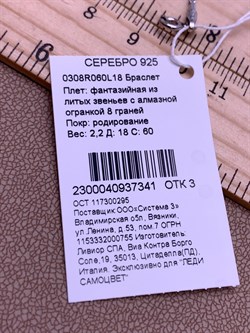 СЕРЕБРО 925
0308R060L18 Браслет
Плет: фантазийная из
литых звеньев с алмазной
огранкой 8 граней
Покр: родирование
Вес: 2,2 Д: 18 С: 60
2300040937341 ОТК 3
ОСТ 117300295
Поставщик:ООО«Система 3»
Владимирская обл., Вязники,
ул.Ленина, д.53, пом.7 ОГРН
1153332000755 Изготовитель:
Ливиор СПА, Виа Контра Борго
Соле,19, 35013, Цитаделла(ПД),
Италия. Эксклюзивно для "ЛЕДИ
САМОЦВЕТ"